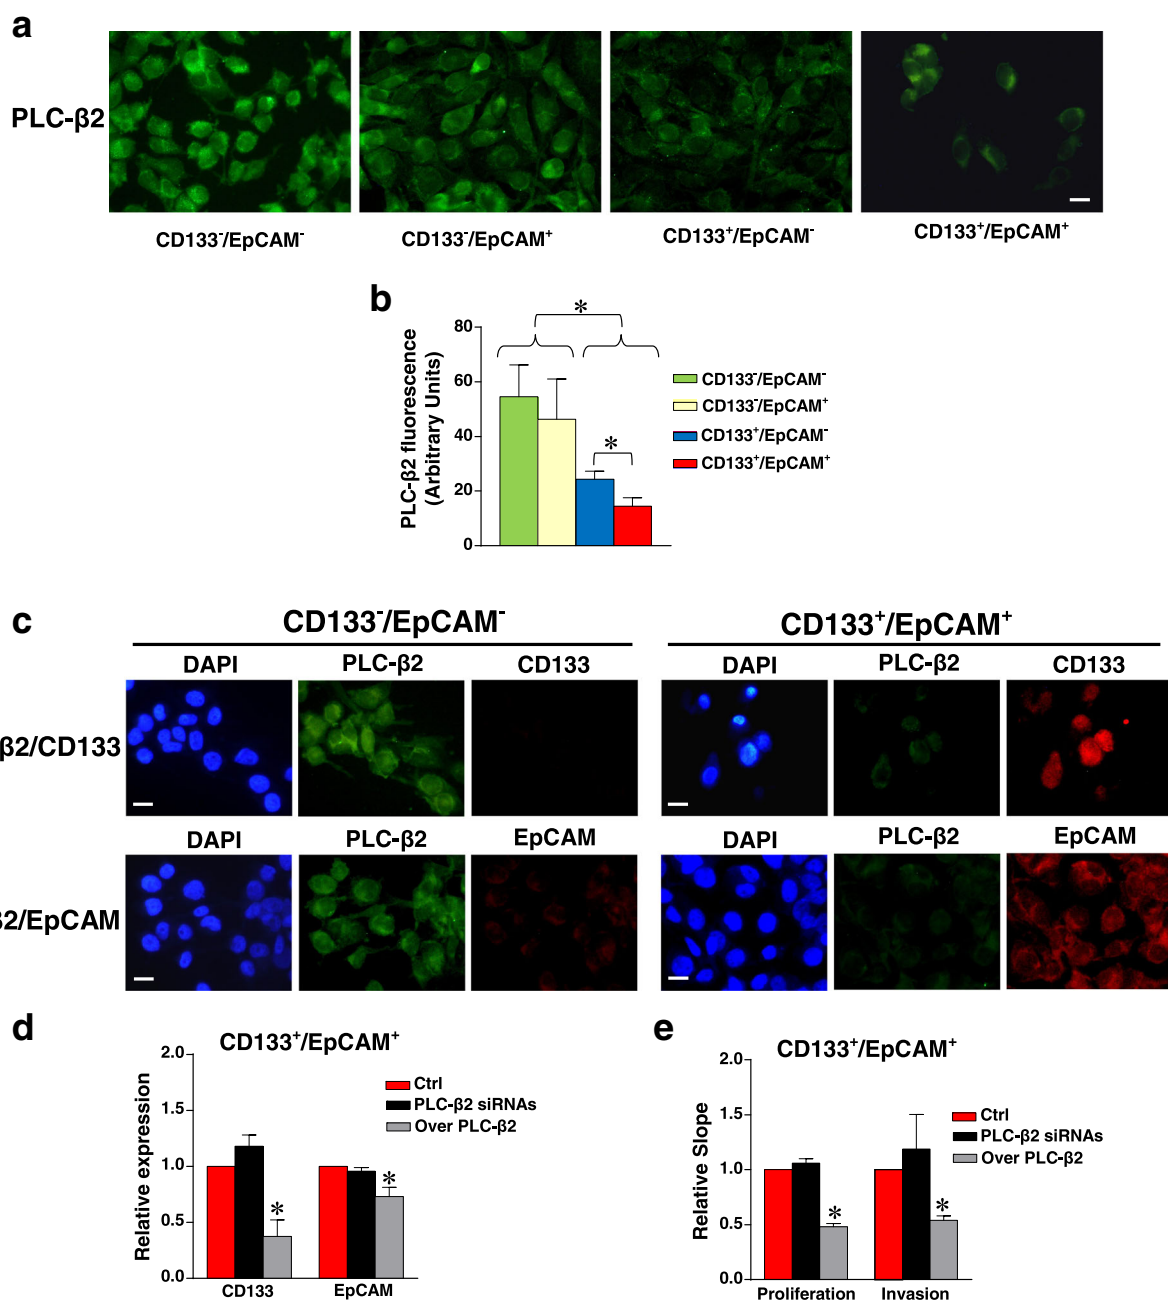 a
PLC-β2
CD133⁻/EpCAM⁻
CD133⁻/EpCAM⁺
CD133⁺/EpCAM⁻
CD133⁺/EpCAM⁺
b
PLC-β2 fluorescence
(Arbitrary Units)
80
60
40
20
0
*
*
CD133⁻/EpCAM⁻
CD133⁻/EpCAM⁺
CD133⁺/EpCAM⁻
CD133⁺/EpCAM⁺
c
CD133⁻/EpCAM⁻
CD133⁺/EpCAM⁺
DAPI PLC-β2 CD133 DAPI PLC-β2 CD133
β2/CD133
DAPI PLC-β2 EpCAM DAPI PLC-β2 EpCAM
β2/EpCAM
d
CD133⁺/EpCAM⁺
Relative expression
2.0
1.5
1.0
0.5
0.0
Ctrl
PLC-β2 siRNAs
Over PLC-β2
*
*
CD133 EpCAM
e
CD133⁺/EpCAM⁺
Relative Slope
2.0
1.5
1.0
0.5
0.0
Ctrl
PLC-β2 siRNAs
Over PLC-β2
*
*
Proliferation Invasion